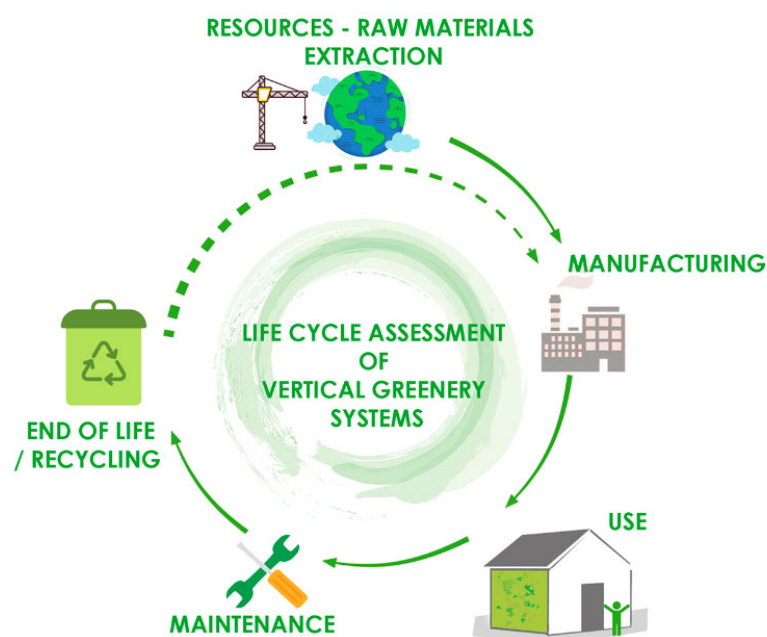 RESOURCES - RAW MATERIALS
EXTRACTION
MANUFACTURING
LIFE CYCLE ASSESSMENT
OF
VERTICAL GREENERY
SYSTEMS
END OF LIFE
/ RECYCLING
USE
MAINTENANCE